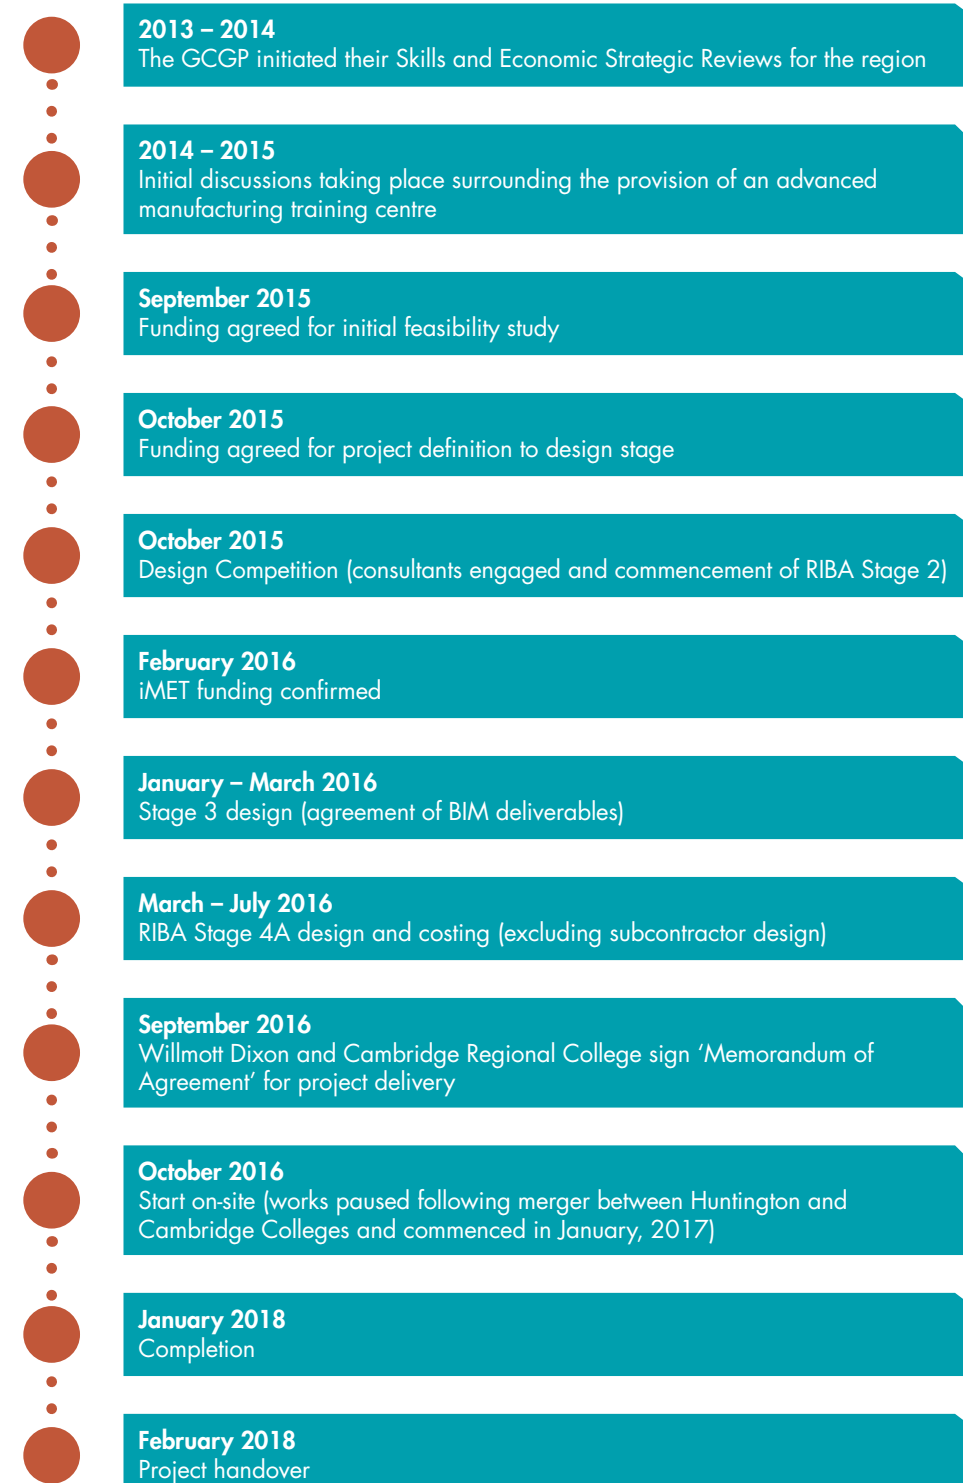 2013 – 2014
The GCGP initiated their Skills and Economic Strategic Reviews for the region
2014 – 2015
Initial discussions taking place surrounding the provision of an advanced
manufacturing training centre
September 2015
Funding agreed for initial feasibility study
October 2015
Funding agreed for project definition to design stage
October 2015
Design Competition (consultants engaged and commencement of RIBA Stage 2)
February 2016
iMET funding confirmed
January – March 2016
Stage 3 design (agreement of BIM deliverables)
March – July 2016
RIBA Stage 4A design and costing (excluding subcontractor design)
September 2016
Willmott Dixon and Cambridge Regional College sign ‘Memorandum of
Agreement’ for project delivery
October 2016
Start on-site (works paused following merger between Huntington and
Cambridge Colleges and commenced in January, 2017)
January 2018
Completion
February 2018
Project handover